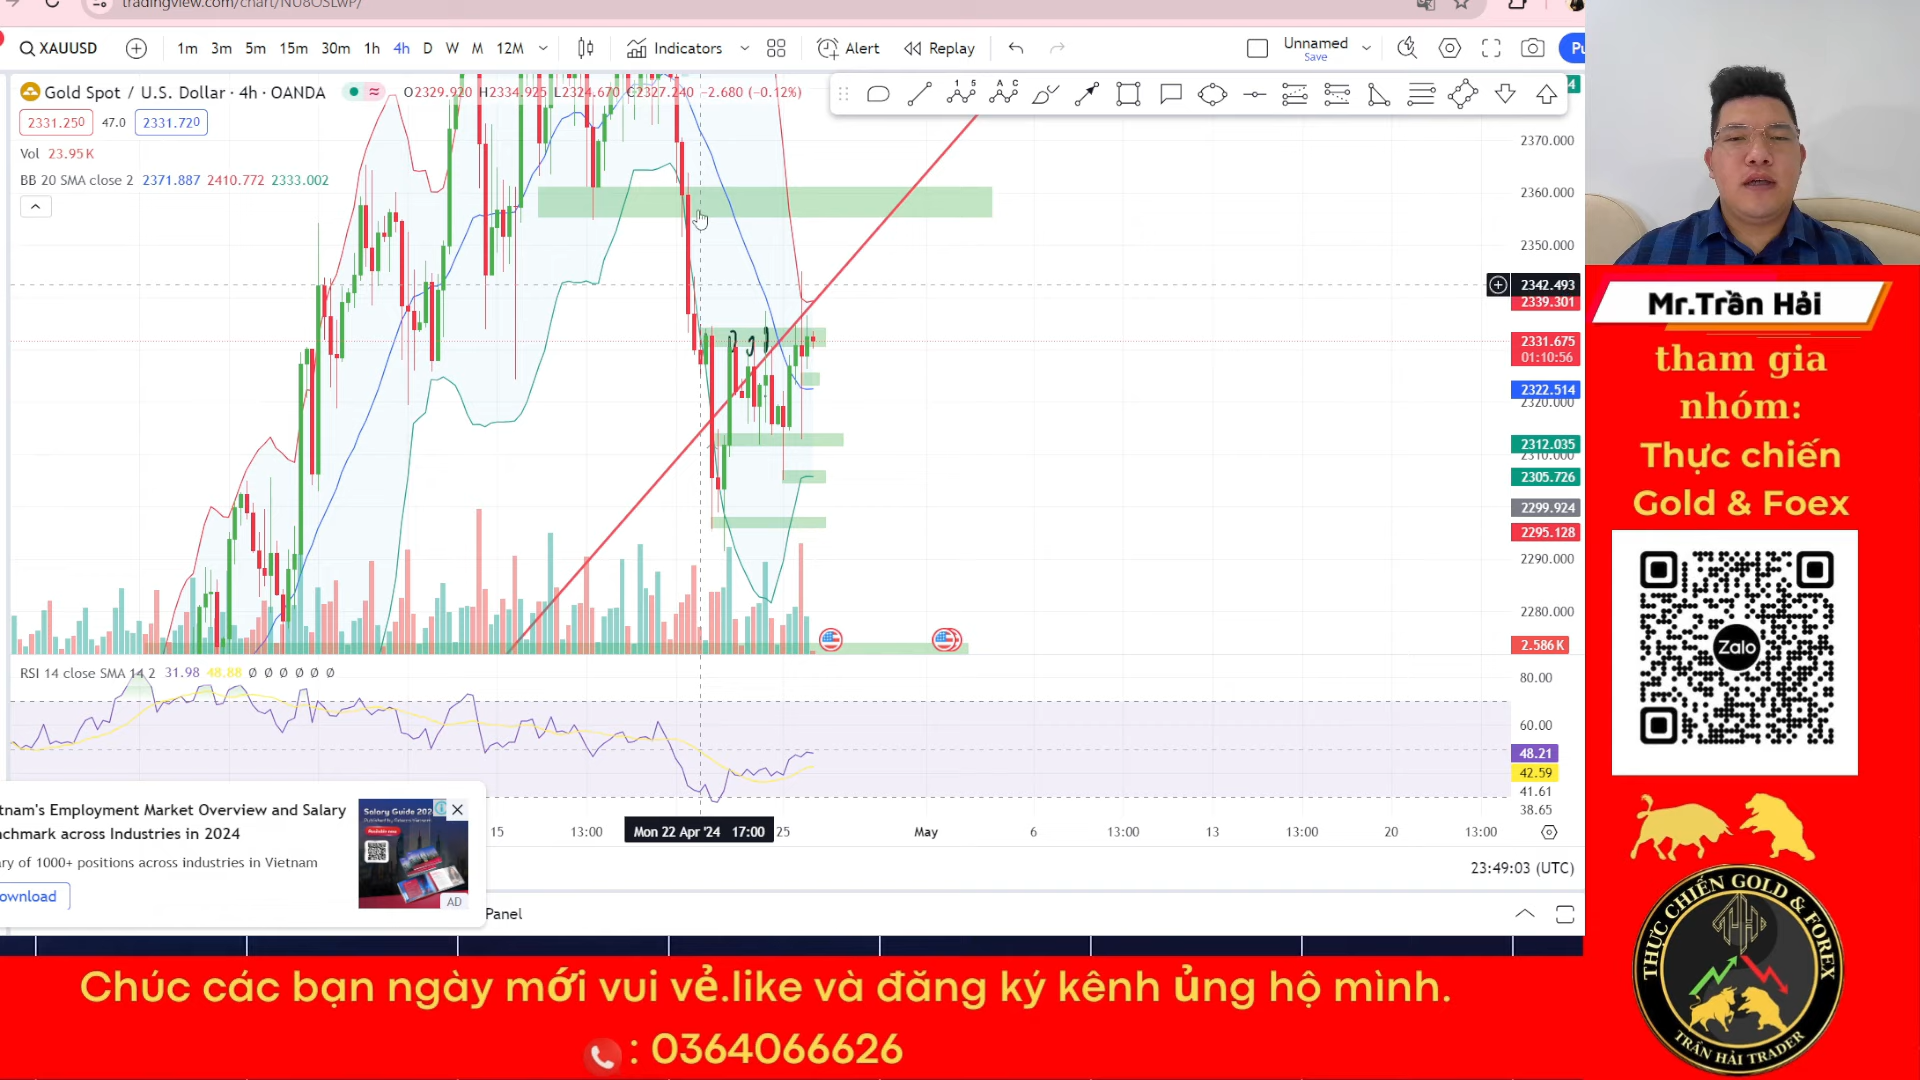 XAUUSD
1m 3m 5m 15m 30m 1h 4h D W M 12M
Indicators
Alert
Replay
Unnamed
Save
Gold Spot / U.S. Dollar · 4h · OANDA
O2329.920 H2334.925 L2324.670 C2327.240 −2.680 (−0.12%)
2331.250 47.0 2331.720
Vol 23.95 K
BB 20 SMA close 2 2371.887 2410.772 2333.002
2370.000
2360.000
2350.000
2342.493
2339.301
2331.675
01:10:56
2322.514
2320.000
2312.035
2310.000
2305.726
2299.924
2295.128
2290.000
2280.000
2.586 K
RSI 14 close SMA 14 2 31.98 48.88 Ø Ø Ø Ø Ø Ø
80.00
60.00
48.21
42.59
41.61
38.65
15 13:00 Mon 22 Apr '24 17:00 25 May 6 13:00 13 13:00 20 13:00
23:49:03 (UTC)
Panel
tnam's Employment Market Overview and Salary
nchmark across Industries in 2024
ary of 1000+ positions across industries in Vietnam
ownload
AD
Mr.Trần Hải
tham gia
nhóm:
Thực chiến
Gold & Foex
Zalo
THỰC CHIẾN GOLD & FOREX
TRẦN HẢI TRADER
Chúc các bạn ngày mới vui vẻ.like và đăng ký kênh ủng hộ mình.
: 0364066626